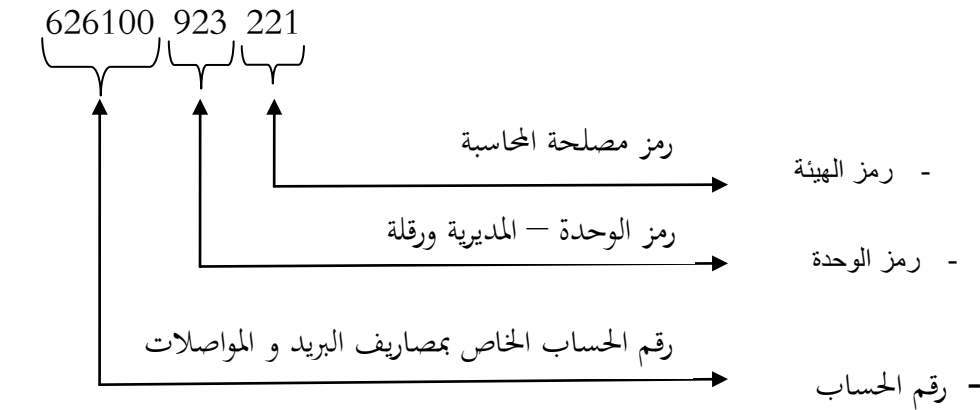 626100 923 221
رمز مصلحة المحاسبة
- رمز الهيئة
رمز الوحدة – المديرية ورقلة
- رمز الوحدة
رقم الحساب الخاص بمصاريف البريد و المواصلات
- رقم الحساب